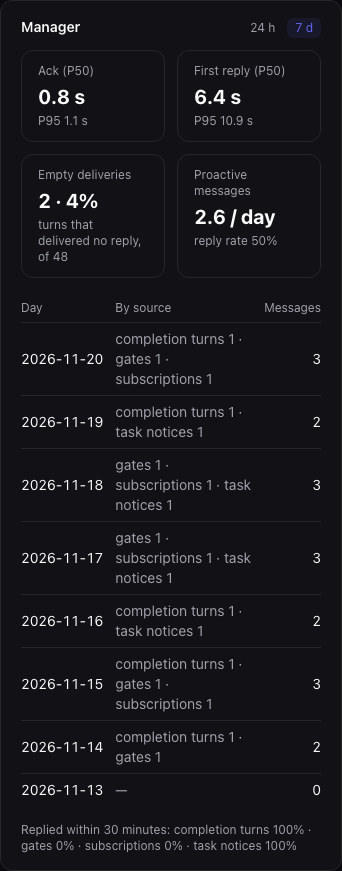 Manager 24 h 7 d
Ack (P50)
0.8 s
P95 1.1 s
First reply (P50)
6.4 s
P95 10.9 s
Empty deliveries
2 · 4%
turns that
delivered no reply,
of 48
Proactive
messages
2.6 / day
reply rate 50%
Day By source Messages
2026-11-20
completion turns 1 ·
gates 1 ·
subscriptions 1
3
2026-11-19
completion turns 1 ·
task notices 1
2
2026-11-18
gates 1 ·
subscriptions 1 · task
notices 1
3
2026-11-17
gates 1 ·
subscriptions 1 · task
notices 1
3
2026-11-16
completion turns 1 ·
task notices 1
2
2026-11-15
completion turns 1 ·
gates 1 ·
subscriptions 1
3
2026-11-14
completion turns 1 ·
gates 1
2
2026-11-13 — 0
Replied within 30 minutes: completion turns 100% ·
gates 0% · subscriptions 0% · task notices 100%